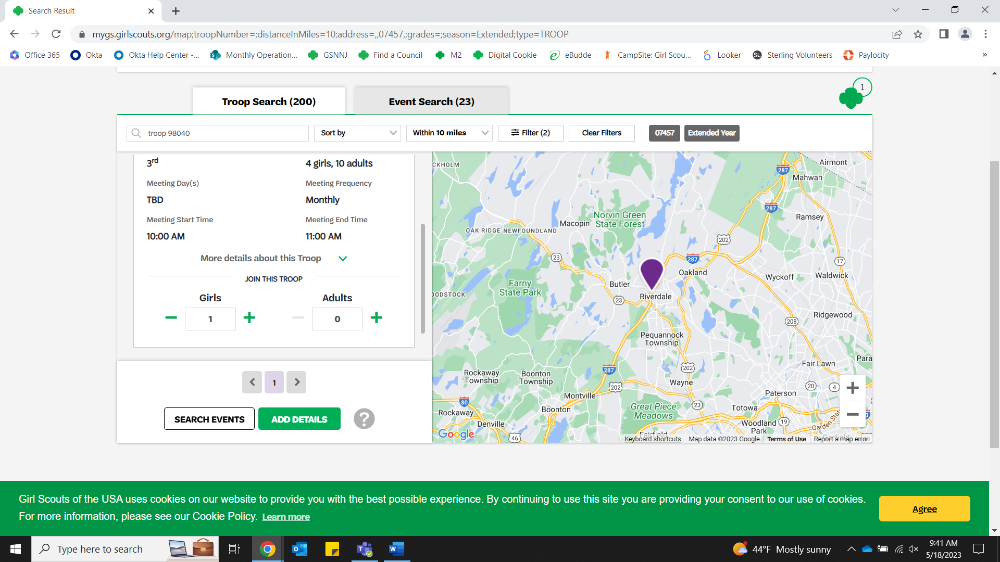 Search Result
mygs.girlscouts.org/map;troopNumber=;distanceInMiles=10;address=,,07457,;grades=;season=Extended;type=TROOP
Office 365 Okta Okta Help Center -... Monthly Operation... GSNNJ Find a Council M2 Digital Cookie eBudde CampSite: Girl Scou... Looker Sterling Volunteers Paylocity »
Troop Search (200) Event Search (23) 1
troop 98040 Sort by Within 10 miles Filter (2) Clear Filters 07457 Extended Year
3rd 4 girls, 10 adults
Meeting Day(s) Meeting Frequency
TBD Monthly
Meeting Start Time Meeting End Time
10:00 AM 11:00 AM
More details about this Troop
JOIN THIS TROOP
Girls Adults
1 0
1
SEARCH EVENTS ADD DETAILS ?
CKHOLM
Airmont
287
Mahwah
287
Norvin Green
State Forest
Macopin
Ramsey
OAK RIDGE NEWFOUNDLAND
202
23
287
17
Oakland
Wyckoff
Waldwick
Butler
Farny
State Park
OODSTOCK
23
Riverdale
Ridgewood
208
Pequannock
Township
Para
Fair Lawn
287
202
Rockaway
Township
Boonton
Township
Wayne
202
20
4
Montville
Paterson
80
Boonton
Great Piece
Meadows
23
Totowa
Rockaway
Woodland
Park
19
Garden Sta
Denville
Google
46
Fairfield
Garfield
Keyboard shortcuts Map data ©2023 Google Terms of Use Report a map error
Girl Scouts of the USA uses cookies on our website to provide you with the best possible experience. By continuing to use this site you are providing your consent to our use of cookies.
For more information, please see our Cookie Policy. Learn more
Agree
Type here to search
44°F Mostly sunny
9:41 AM
5/18/2023